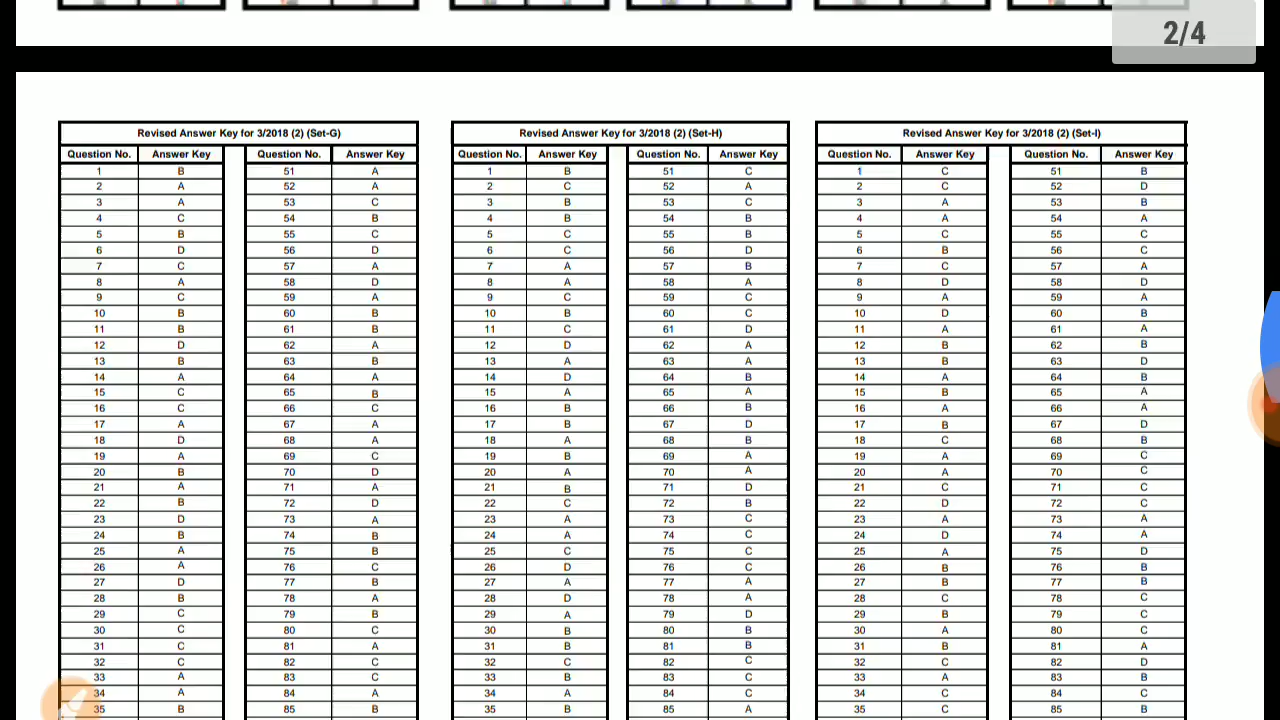 2/4
Revised Answer Key for 3/2018 (2) (Set-G) Revised Answer Key for 3/2018 (2) (Set-H) Revised Answer Key for 3/2018 (2) (Set-I)
Question No. Answer Key Question No. Answer Key Question No. Answer Key Question No. Answer Key Question No. Answer Key Question No. Answer Key
1 B 51 A 1 B 51 C 1 C 51 B
2 A 52 A 2 C 52 A 2 C 52 D
3 A 53 C 3 B 53 C 3 A 53 B
4 C 54 B 4 B 54 B 4 A 54 A
5 B 55 C 5 C 55 B 5 C 55 C
6 D 56 D 6 C 56 D 6 B 56 C
7 C 57 A 7 A 57 B 7 C 57 A
8 A 58 D 8 A 58 A 8 D 58 D
9 C 59 A 9 C 59 C 9 A 59 A
10 B 60 B 10 B 60 C 10 D 60 B
11 B 61 B 11 C 61 D 11 A 61 A
12 D 62 A 12 D 62 A 12 B 62 B
13 B 63 B 13 A 63 A 13 B 63 D
14 A 64 A 14 D 64 B 14 A 64 B
15 C 65 B 15 A 65 A 15 B 65 A
16 C 66 C 16 B 66 B 16 A 66 A
17 A 67 A 17 B 67 D 17 B 67 D
18 D 68 A 18 A 68 B 18 C 68 B
19 A 69 C 19 B 69 A 19 A 69 C
20 B 70 D 20 A 70 A 20 A 70 C
21 A 71 A 21 B 71 D 21 C 71 C
22 B 72 D 22 C 72 B 22 D 72 C
23 D 73 A 23 A 73 C 23 A 73 A
24 B 74 B 24 A 74 C 24 D 74 A
25 A 75 B 25 C 75 C 25 A 75 D
26 A 76 C 26 D 76 C 26 B 76 B
27 D 77 B 27 A 77 A 27 B 77 B
28 B 78 A 28 D 78 A 28 C 78 C
29 C 79 B 29 A 79 D 29 B 79 C
30 C 80 C 30 B 80 B 30 A 80 C
31 C 81 A 31 B 81 B 31 B 81 A
32 C 82 C 32 C 82 C 32 C 82 D
33 A 83 C 33 B 83 C 33 A 83 B
34 A 84 A 34 A 84 C 34 C 84 C
35 B 85 B 35 B 85 A 35 C 85 B